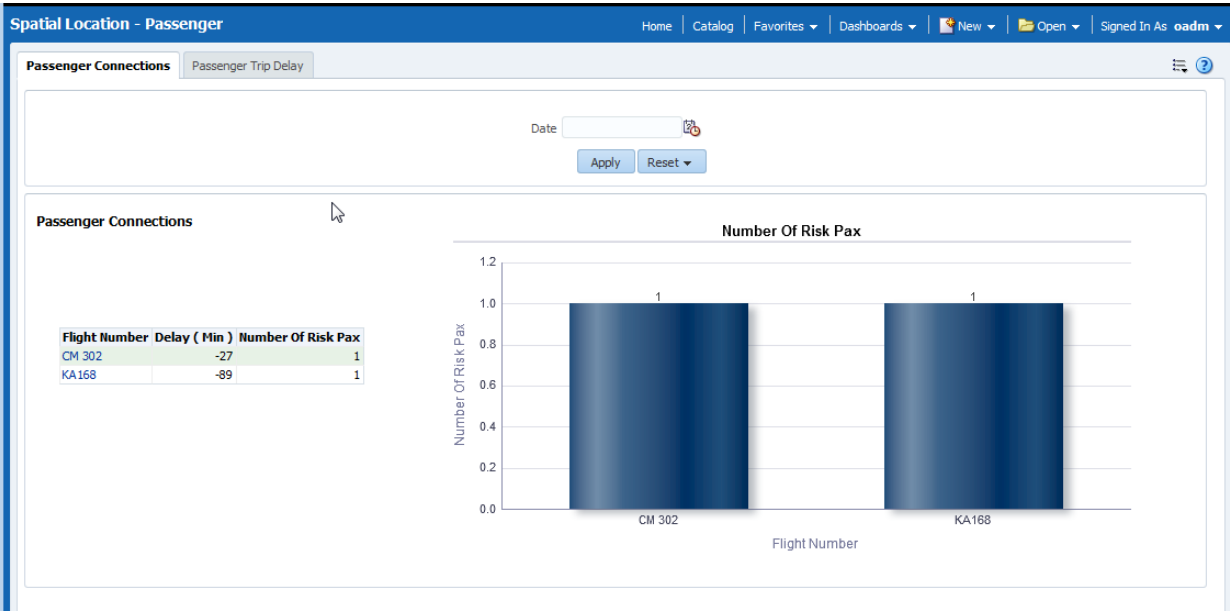 Spatial Location - Passenger
Home Catalog Favorites Dashboards New Open Signed In As oadm
Passenger Connections Passenger Trip Delay
Date
Apply Reset
Passenger Connections
Number Of Risk Pax
Flight Number Delay ( Min ) Number Of Risk Pax
CM 302 -27 1
KA168 -89 1
Number Of Risk Pax
1.2
1.0
0.8
0.6
0.4
0.2
0.0
1 1
CM 302 KA168
Flight Number